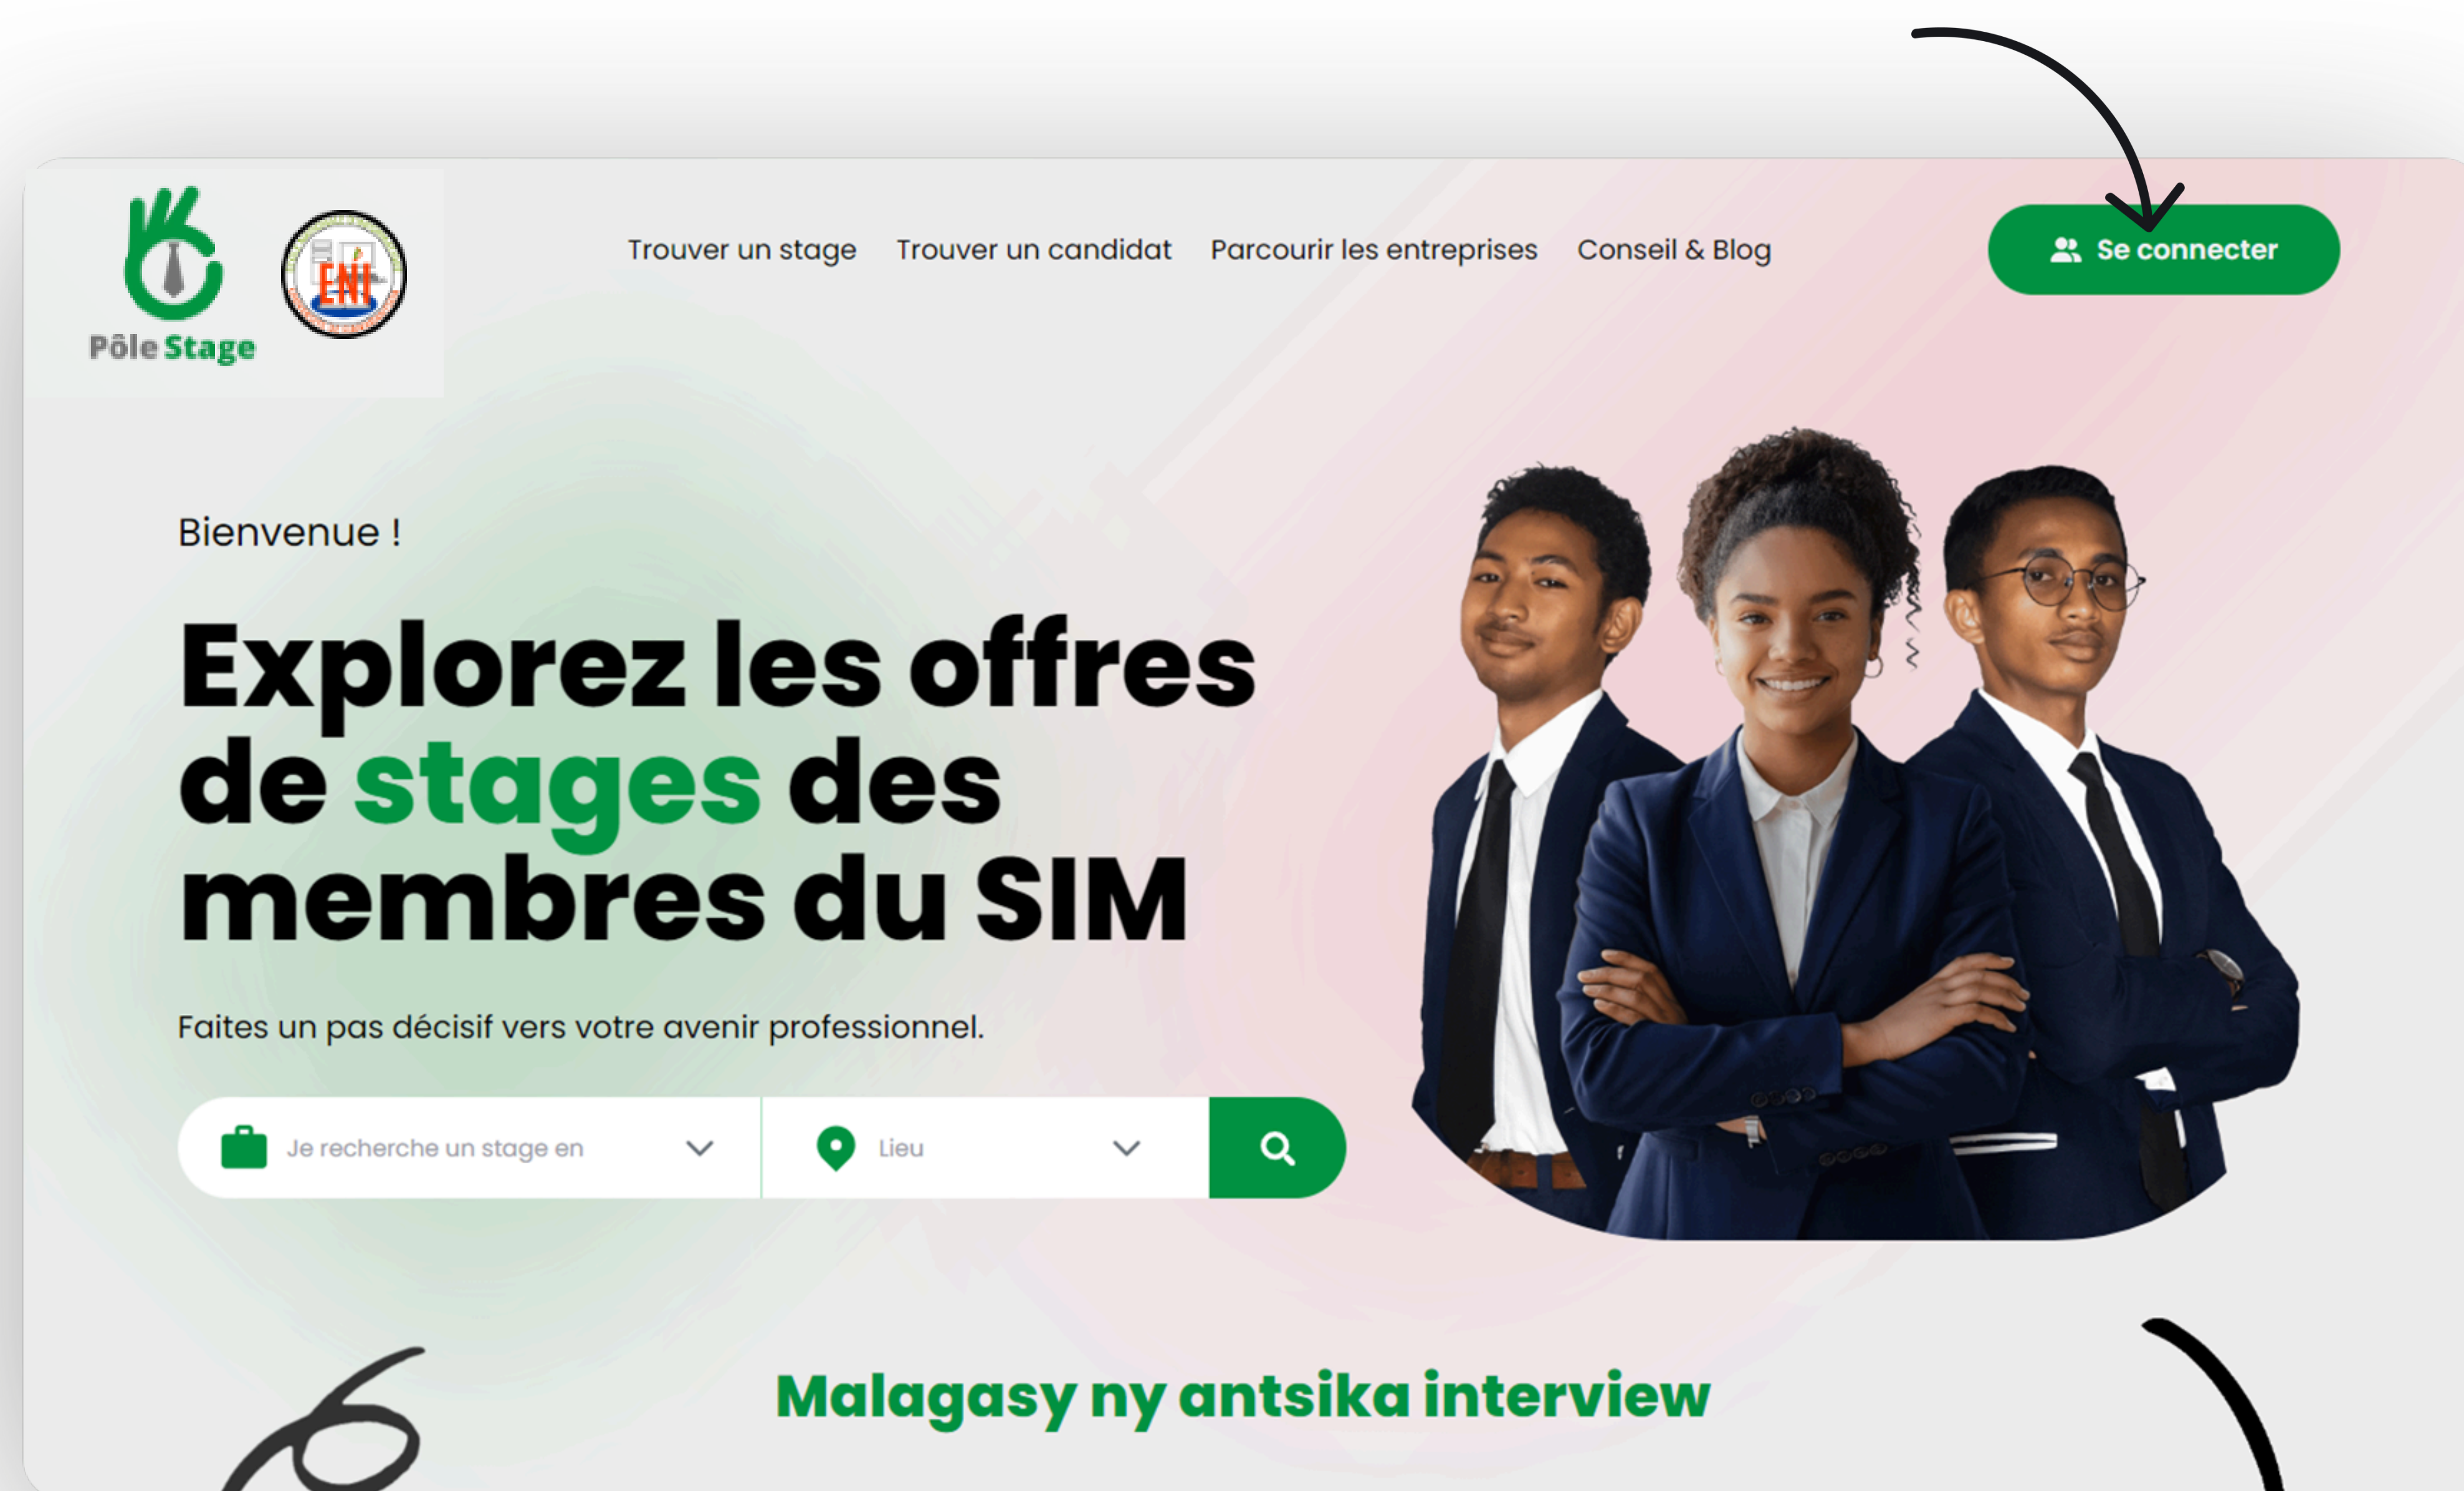 Pôle Stage
ENI
Trouver un stage
Trouver un candidat
Parcourir les entreprises
Conseil & Blog
Se connecter
Bienvenue !
Explorez les offres
de stages des
membres du SIM
Faites un pas décisif vers votre avenir professionnel.
Je recherche un stage en
Lieu
Malagasy ny antsika interview